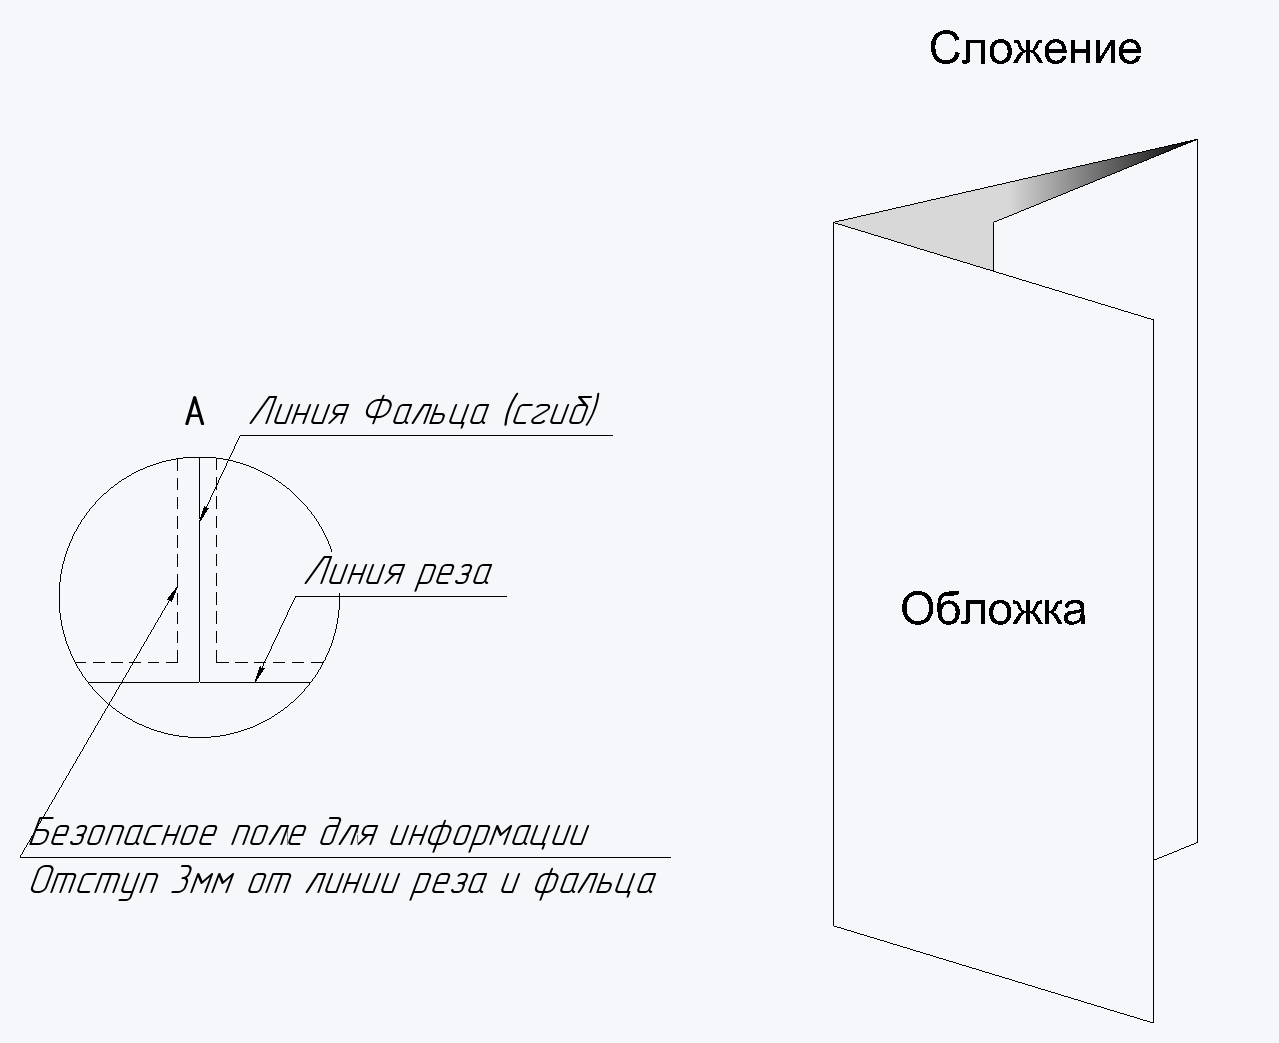 Сложение
А
Линия Фальца (сгиб)
Линия реза
Обложка
Безопасное поле для информации
Отступ 3мм от линии реза и фальца